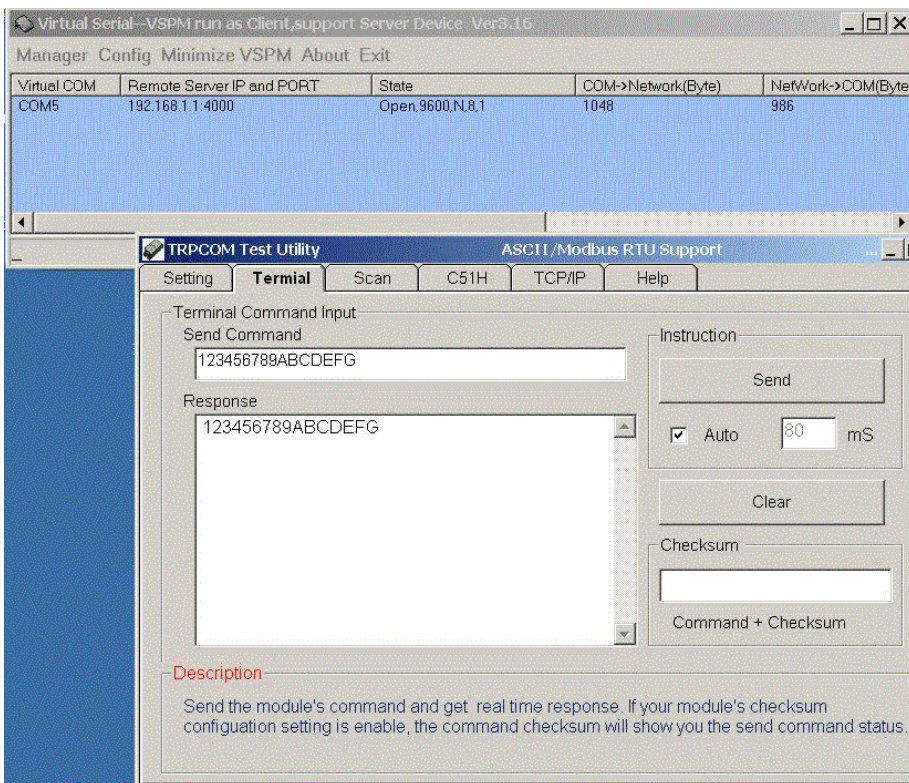 Virtual Serial--VSPM run as Client,support Server Device Ver3.16
Manager Config Minimize VSPM About Exit
Virtual COM Remote Server IP and PORT State COM->Network(Byte) NetWork->COM(Byte
COM5 192.168.1.1:4000 Open,9600,N,8,1 1048 986
TRPCOM Test Utility ASCII/Modbus RTU Support ...
Setting Termial Scan C51H TCP/IP Help
Terminal Command Input
Send Command
123456789ABCDEFG
Response
123456789ABCDEFG
Instruction
Send
Auto 80 mS
Clear
Checksum
Command + Checksum
Description
Send the module's command and get real time response. If your module's checksum
configuation setting is enable, the command checksum will show you the send command status.